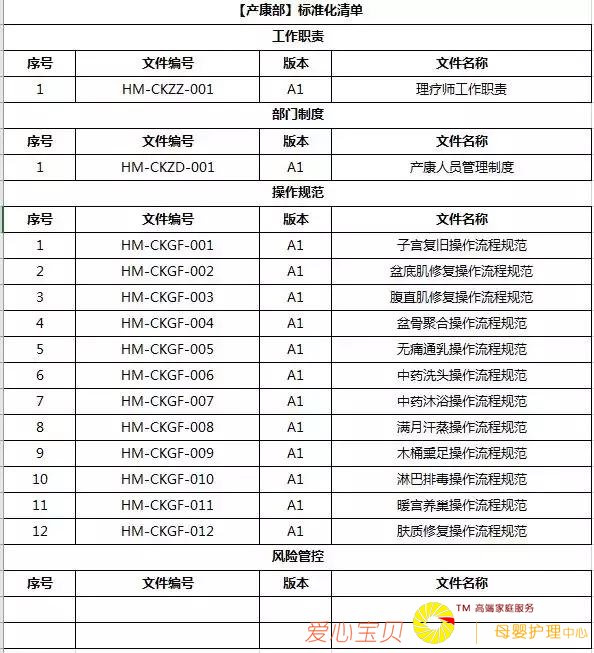 【产康部】标准化清单
工作职责
序号 文件编号 版本 文件名称
1 HM-CKZZ-001 A1 理疗师工作职责
部门制度
序号 文件编号 版本 文件名称
1 HM-CKZD-001 A1 产康人员管理制度
操作规范
序号 文件编号 版本 文件名称
1 HM-CKGF-001 A1 子宫复旧操作流程规范
2 HM-CKGF-002 A1 盆底肌修复操作流程规范
3 HM-CKGF-003 A1 腹直肌修复操作流程规范
4 HM-CKGF-004 A1 盆骨聚合操作流程规范
5 HM-CKGF-005 A1 无痛通乳操作流程规范
6 HM-CKGF-006 A1 中药洗头操作流程规范
7 HM-CKGF-007 A1 中药沐浴操作流程规范
8 HM-CKGF-008 A1 满月汗蒸操作流程规范
9 HM-CKGF-009 A1 木桶熏足操作流程规范
10 HM-CKGF-010 A1 淋巴排毒操作流程规范
11 HM-CKGF-011 A1 暖宫养巢操作流程规范
12 HM-CKGF-012 A1 肤质修复操作流程规范
风险管控
序号 文件编号 版本 文件名称
TM 高端家庭服务
爱心宝贝 母婴护理中心